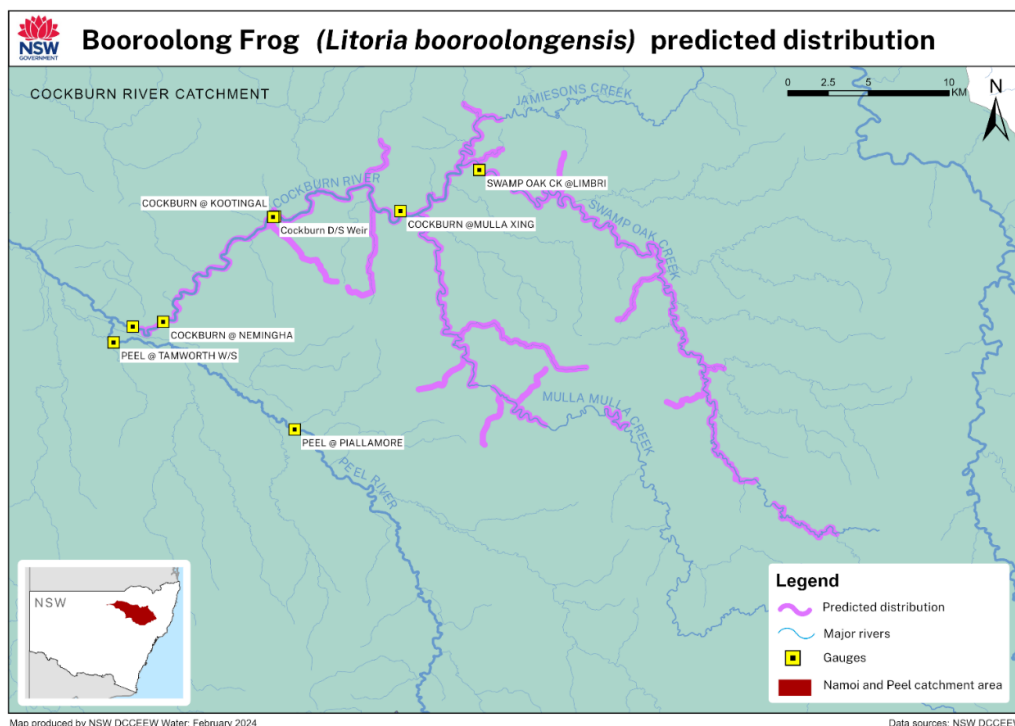 NSW
GOVERNMENT
Booroolong Frog (Litoria booroolongensis) predicted distribution
COCKBURN RIVER CATCHMENT
0 2.5 5 10
KM
N
JAMIESONS CREEK
SWAMP OAK CK @LIMBRI
COCKBURN RIVER
COCKBURN @ KOOTINGAL
Cockburn D/S Weir
COCKBURN @MULLA XING
SWAMP OAK CREEK
COCKBURN @ NEMINGHA
PEEL @ TAMWORTH W/S
MULLA MULLA CREEK
PEEL @ PIALLAMORE
PEEL RIVER
NSW
Legend
Predicted distribution
Major rivers
Gauges
Namoi and Peel catchment area
Map produced by NSW DCCEEW Water: February 2024
Data sources: NSW DCCEEW